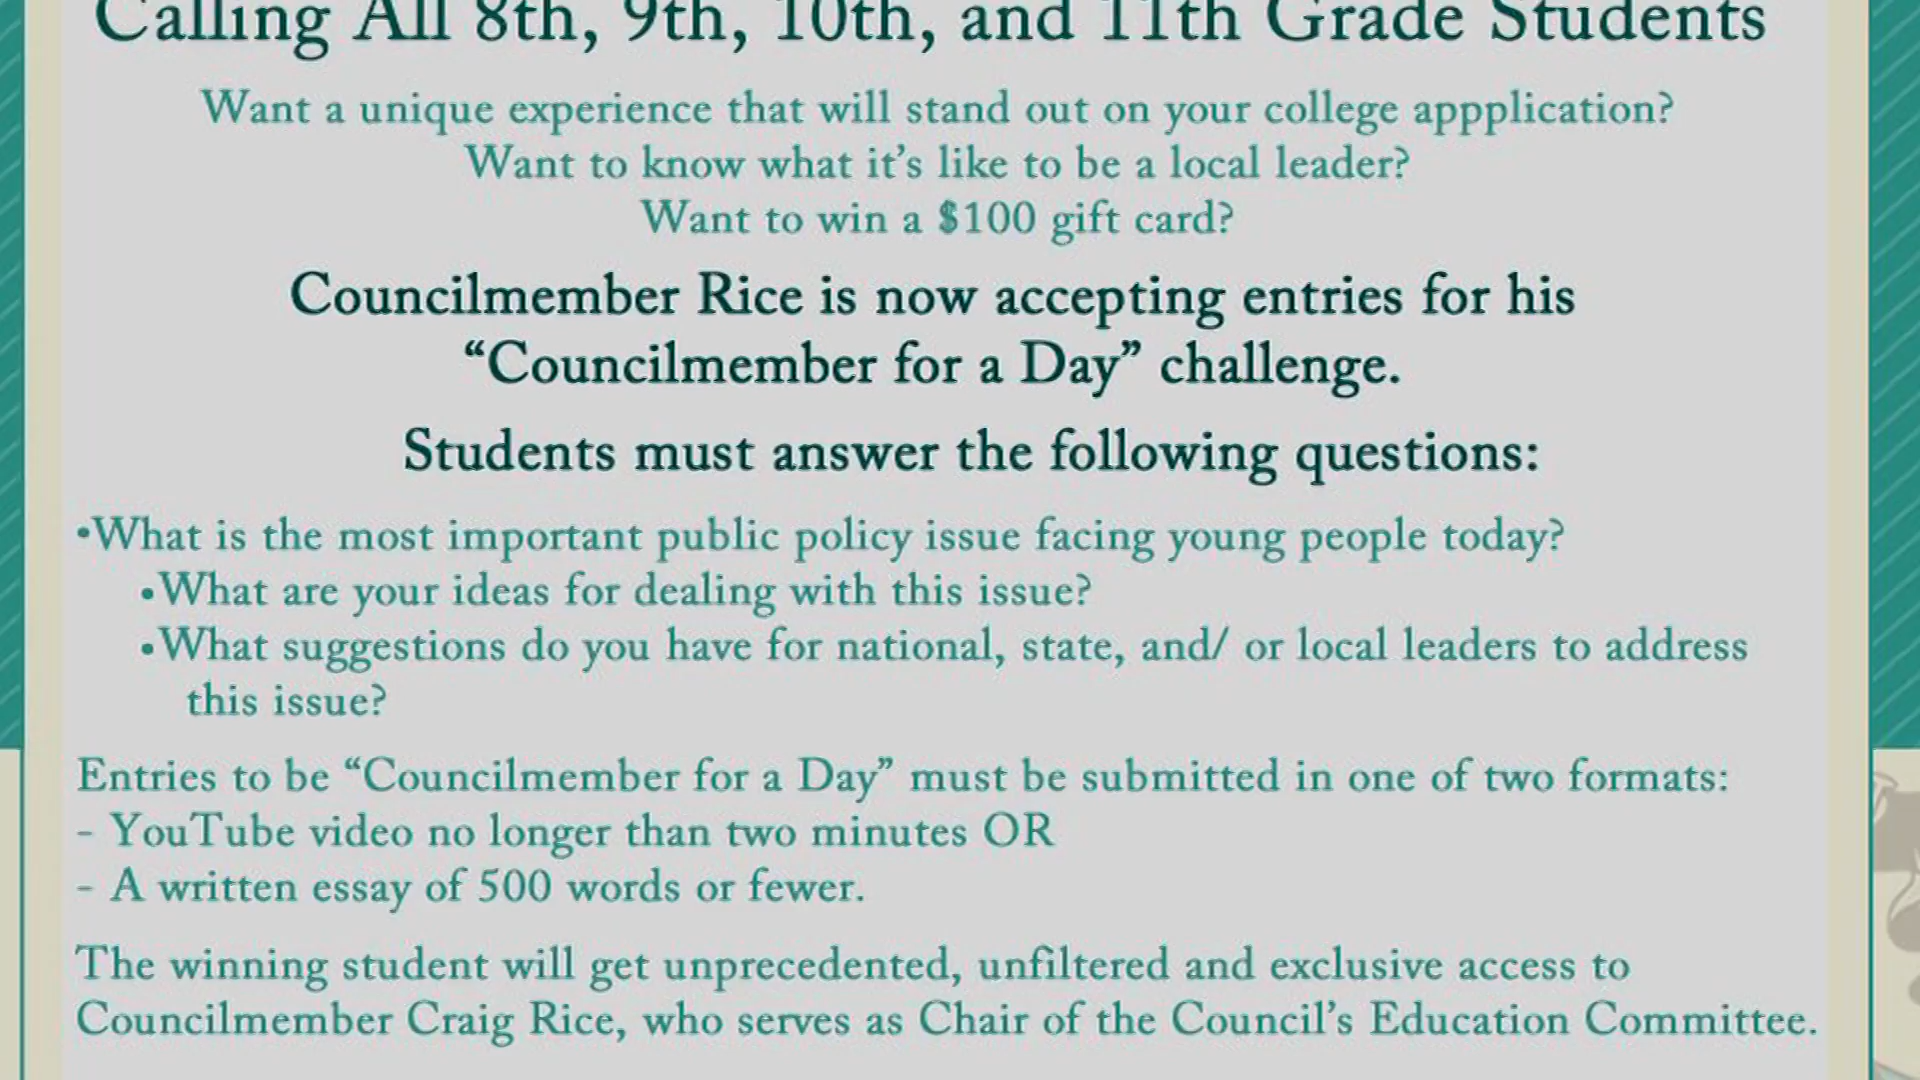 Calling All 8th, 9th, 10th, and 11th Grade Students
Want a unique experience that will stand out on your college appplication?
Want to know what it’s like to be a local leader?
Want to win a $100 gift card?
Councilmember Rice is now accepting entries for his
“Councilmember for a Day” challenge.
Students must answer the following questions:
•What is the most important public policy issue facing young people today?
•What are your ideas for dealing with this issue?
•What suggestions do you have for national, state, and/ or local leaders to address
this issue?
Entries to be “Councilmember for a Day” must be submitted in one of two formats:
- YouTube video no longer than two minutes OR
- A written essay of 500 words or fewer.
The winning student will get unprecedented, unfiltered and exclusive access to
Councilmember Craig Rice, who serves as Chair of the Council’s Education Committee.